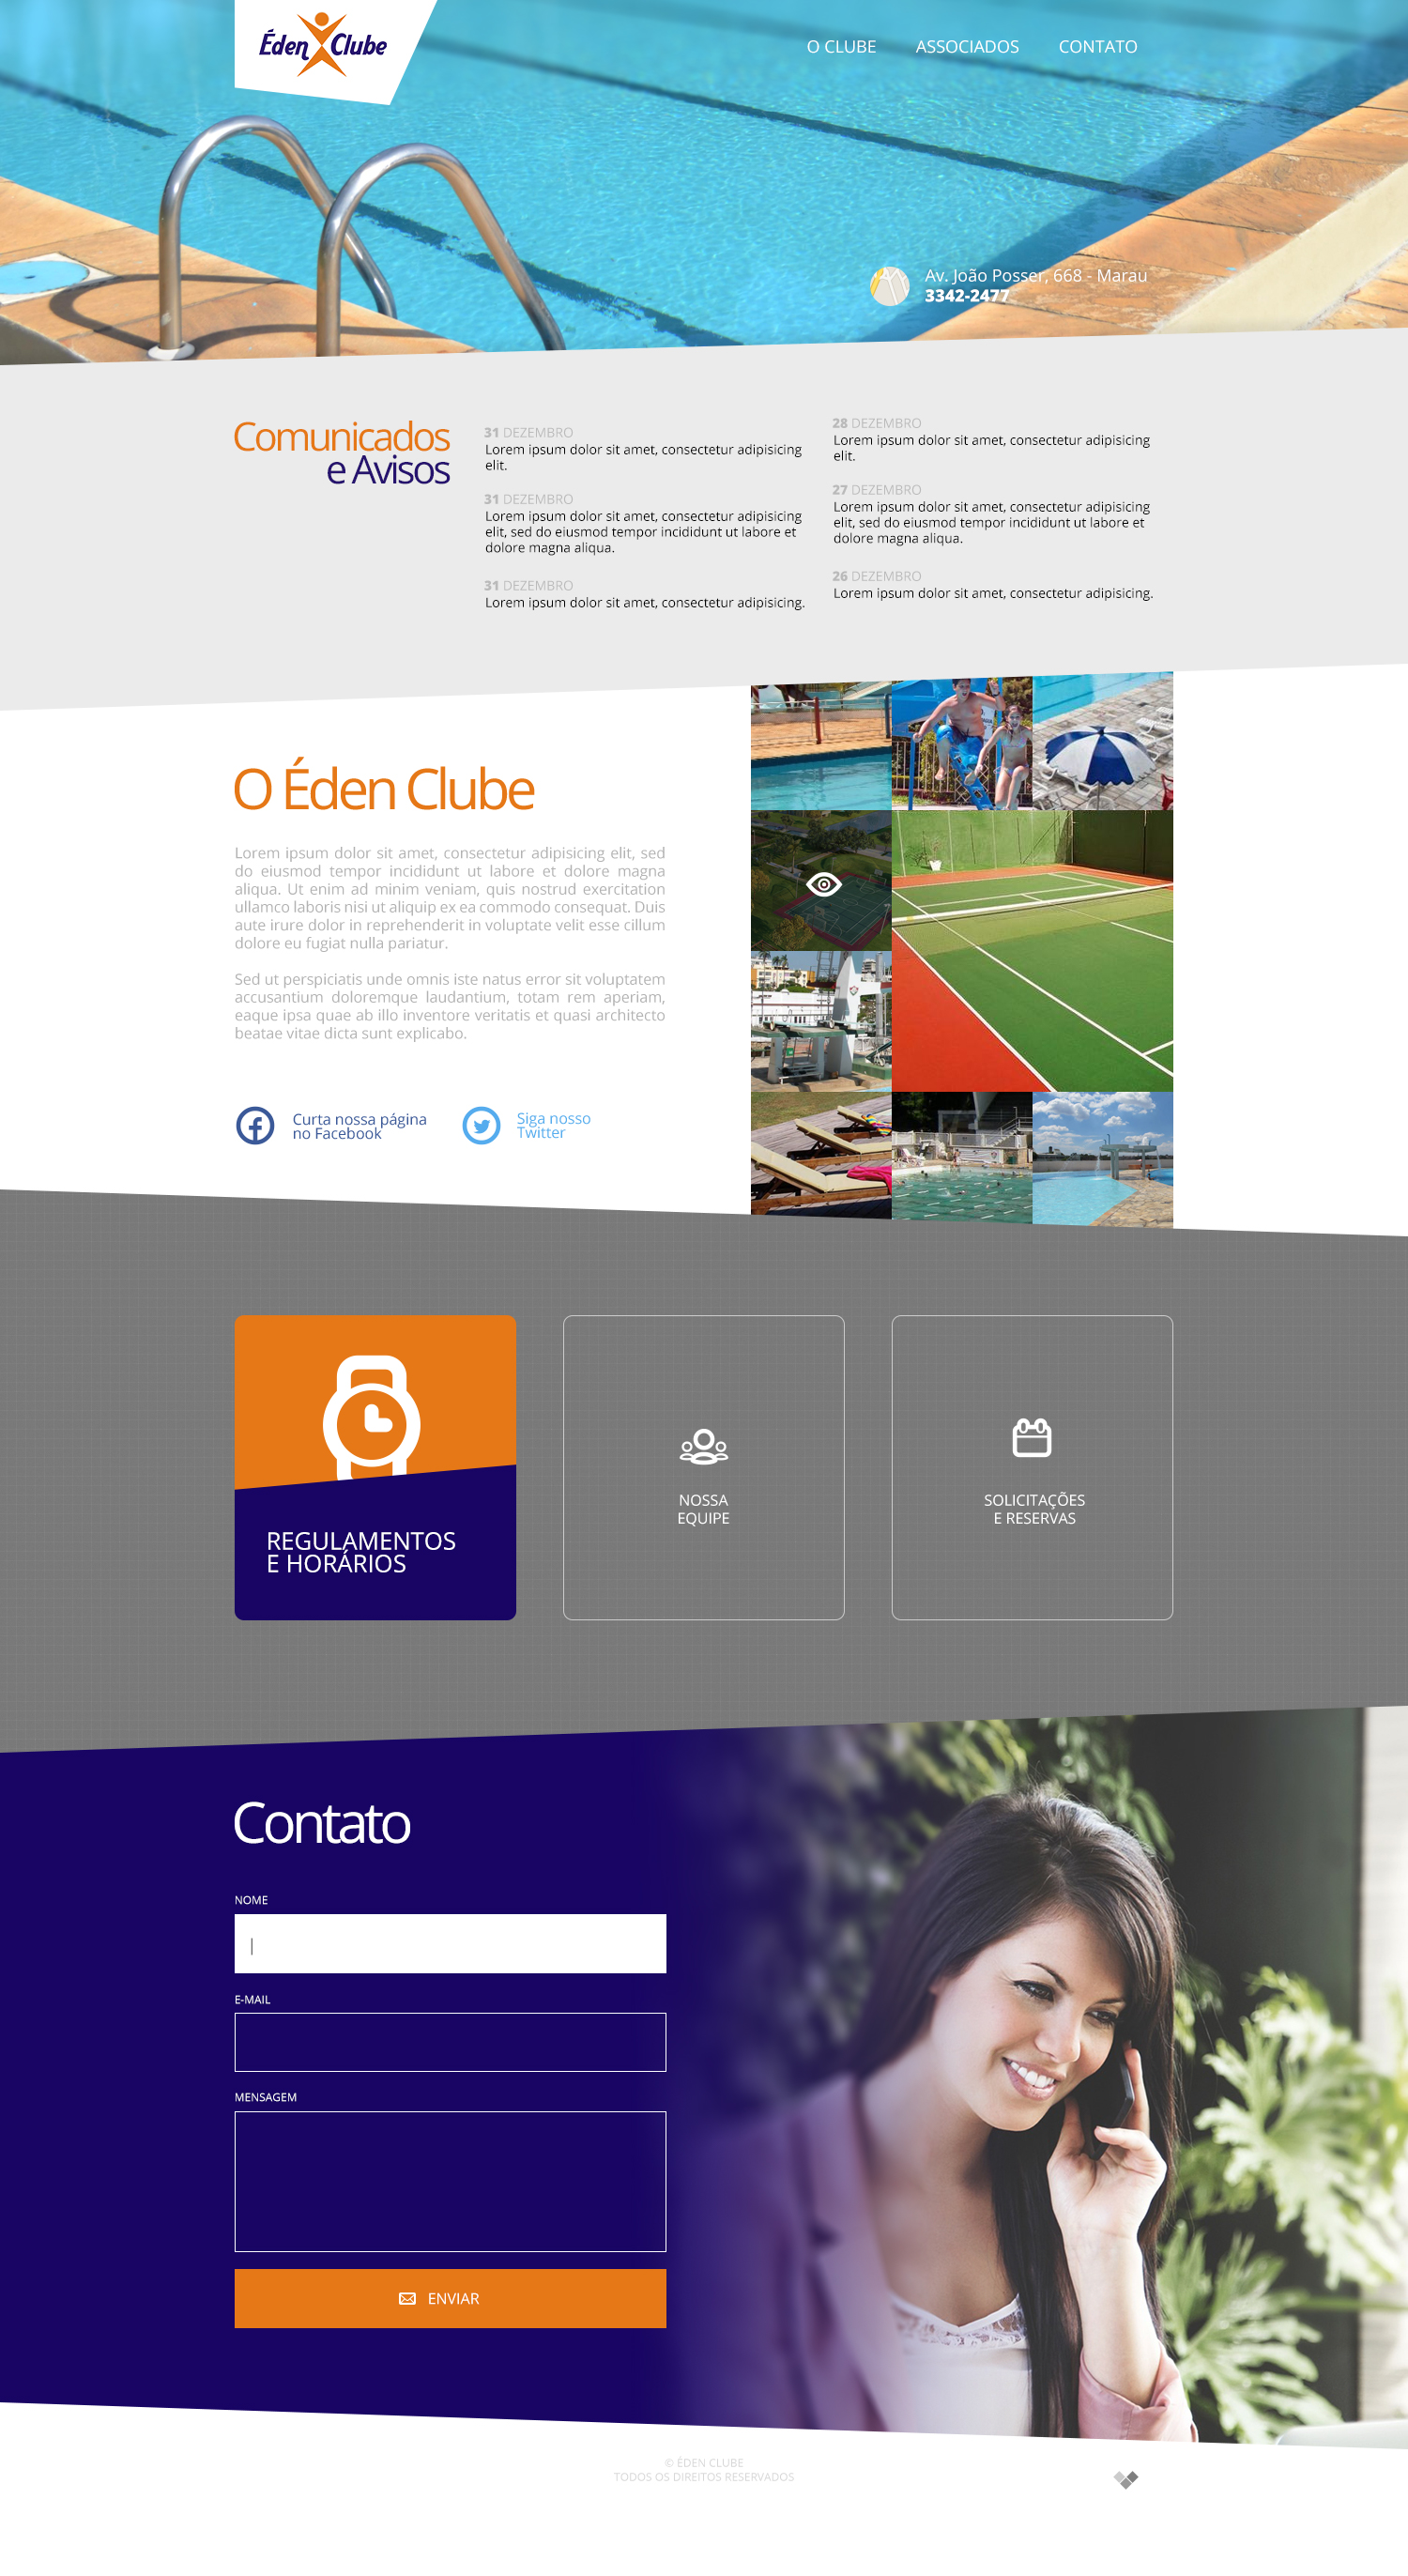 Éden Clube
O CLUBE
ASSOCIADOS
CONTATO
Av. João Posser, 668 - Marau
3342-2477
Comunicados
e Avisos
31 DEZEMBRO
Lorem ipsum dolor sit amet, consectetur adipisicing
elit.
31 DEZEMBRO
Lorem ipsum dolor sit amet, consectetur adipisicing
elit, sed do eiusmod tempor incididunt ut labore et
dolore magna aliqua.
31 DEZEMBRO
Lorem ipsum dolor sit amet, consectetur adipisicing.
28 DEZEMBRO
Lorem ipsum dolor sit amet, consectetur adipisicing
elit.
27 DEZEMBRO
Lorem ipsum dolor sit amet, consectetur adipisicing
elit, sed do eiusmod tempor incididunt ut labore et
dolore magna aliqua.
26 DEZEMBRO
Lorem ipsum dolor sit amet, consectetur adipisicing.
O Éden Clube
Lorem ipsum dolor sit amet, consectetur adipisicing elit, sed
do eiusmod tempor incididunt ut labore et dolore magna
aliqua. Ut enim ad minim veniam, quis nostrud exercitation
ullamco laboris nisi ut aliquip ex ea commodo consequat. Duis
aute irure dolor in reprehenderit in voluptate velit esse cillum
dolore eu fugiat nulla pariatur.
Sed ut perspiciatis unde omnis iste natus error sit voluptatem
accusantium doloremque laudantium, totam rem aperiam,
eaque ipsa quae ab illo inventore veritatis et quasi architecto
beatae vitae dicta sunt explicabo.
Curta nossa página
no Facebook
Siga nosso
Twitter
REGULAMENTOS
E HORÁRIOS
NOSSA
EQUIPE
SOLICITAÇÕES
E RESERVAS
Contato
NOME
E-MAIL
MENSAGEM
ENVIAR
© ÉDEN CLUBE
TODOS OS DIREITOS RESERVADOS